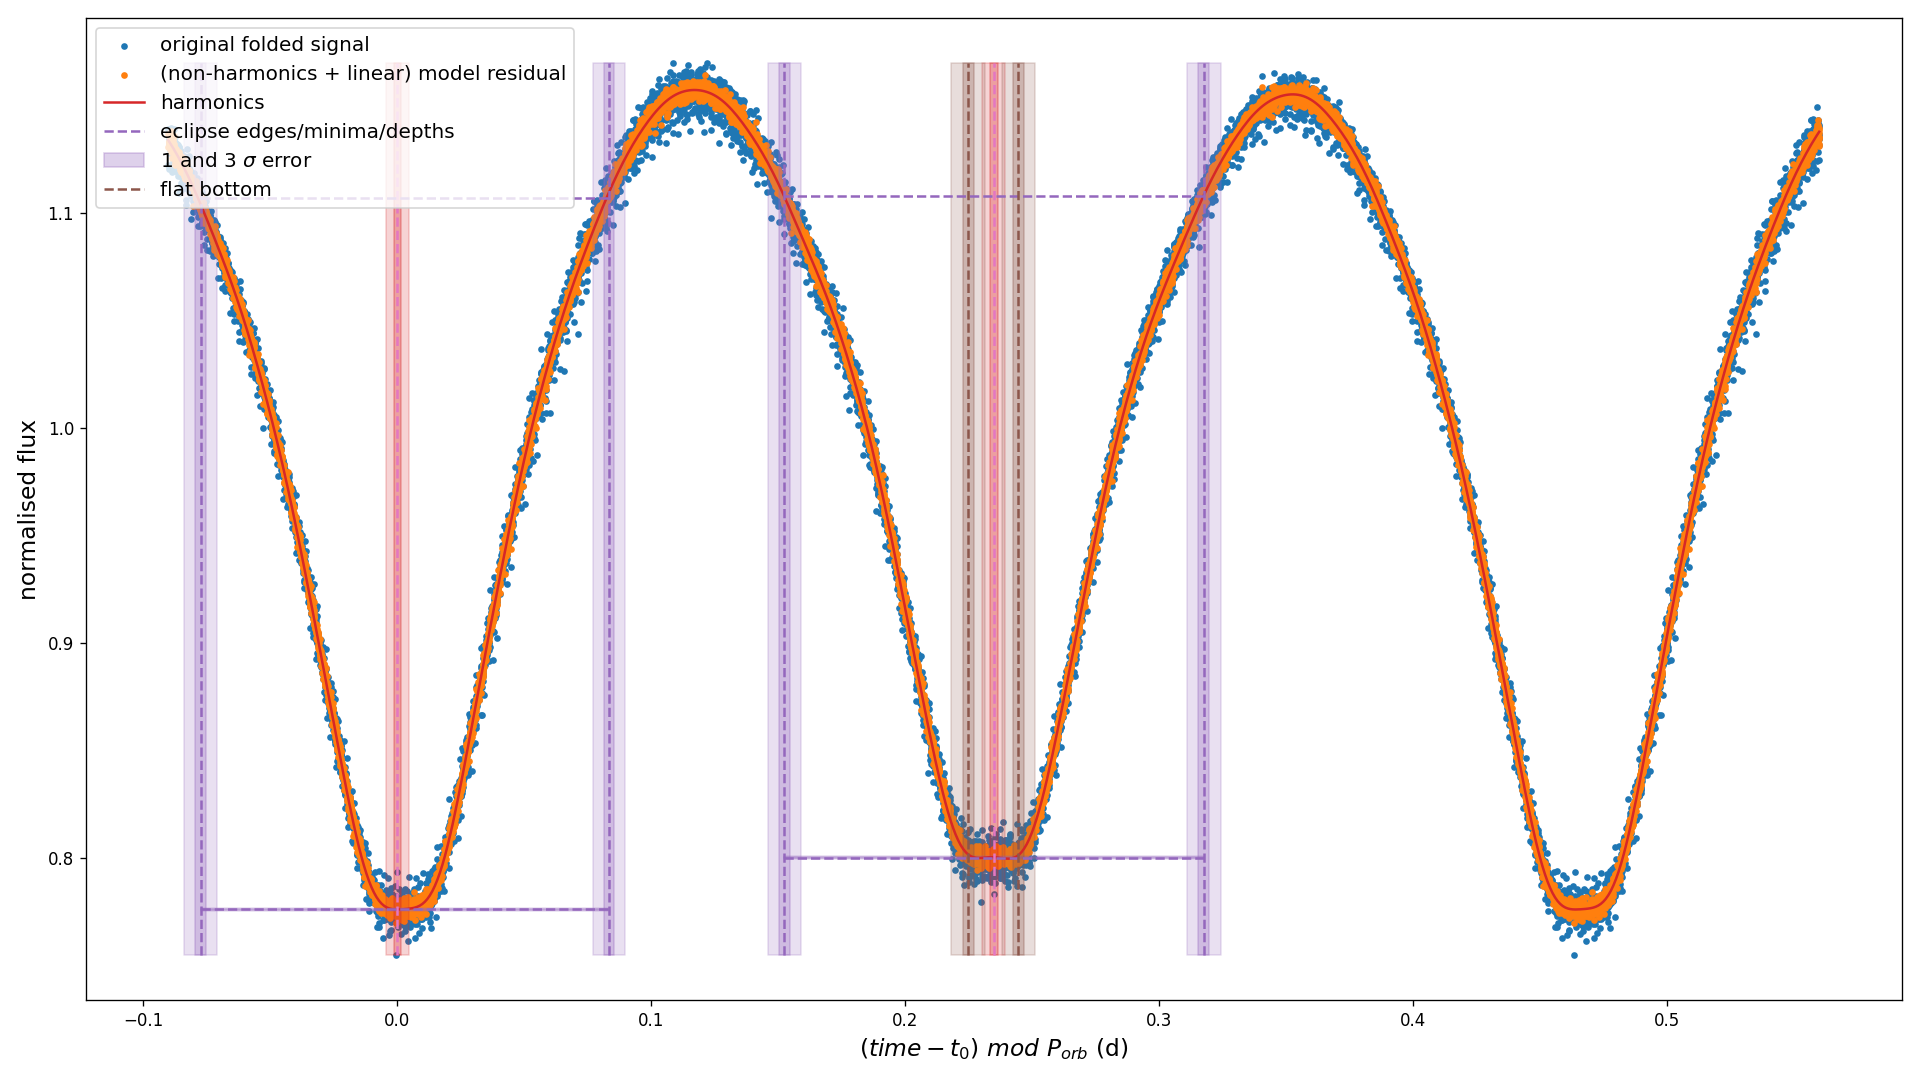 original folded signal
(non-harmonics + linear) model residual
harmonics
eclipse edges/minima/depths
1 and 3 σ error
flat bottom
normalised flux
1.1
1.0
0.9
0.8
−0.1 0.0 0.1 0.2 0.3 0.4 0.5
(time − t₀) mod Pₒᵣb (d)